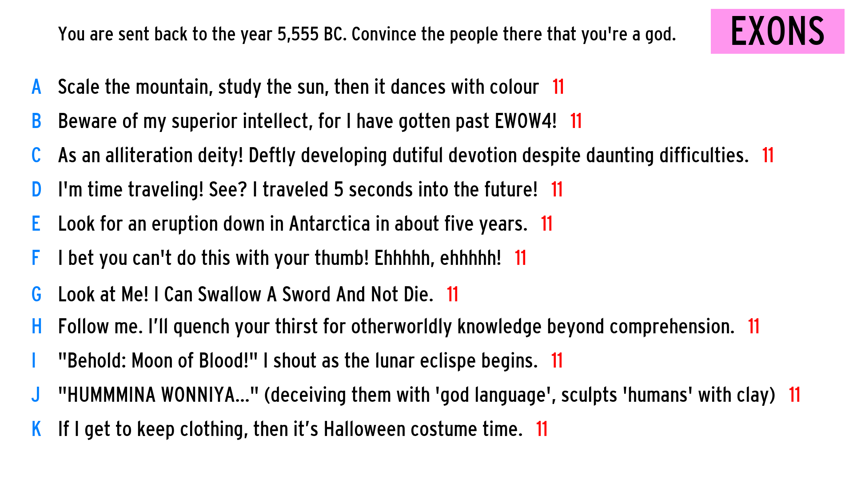 You are sent back to the year 5,555 BC. Convince the people there that you're a god.
EXONS
A Scale the mountain, study the sun, then it dances with colour 11
B Beware of my superior intellect, for I have gotten past EWOW4! 11
C As an alliteration deity! Deftly developing dutiful devotion despite daunting difficulties. 11
D I'm time traveling! See? I traveled 5 seconds into the future! 11
E Look for an eruption down in Antarctica in about five years. 11
F I bet you can't do this with your thumb! Ehhhhh, ehhhhh! 11
G Look at Me! I Can Swallow A Sword And Not Die. 11
H Follow me. I’ll quench your thirst for otherworldly knowledge beyond comprehension. 11
I "Behold: Moon of Blood!" I shout as the lunar eclispe begins. 11
J "HUMMMINA WONNIYA..." (deceiving them with 'god language', sculpts 'humans' with clay) 11
K If I get to keep clothing, then it’s Halloween costume time. 11